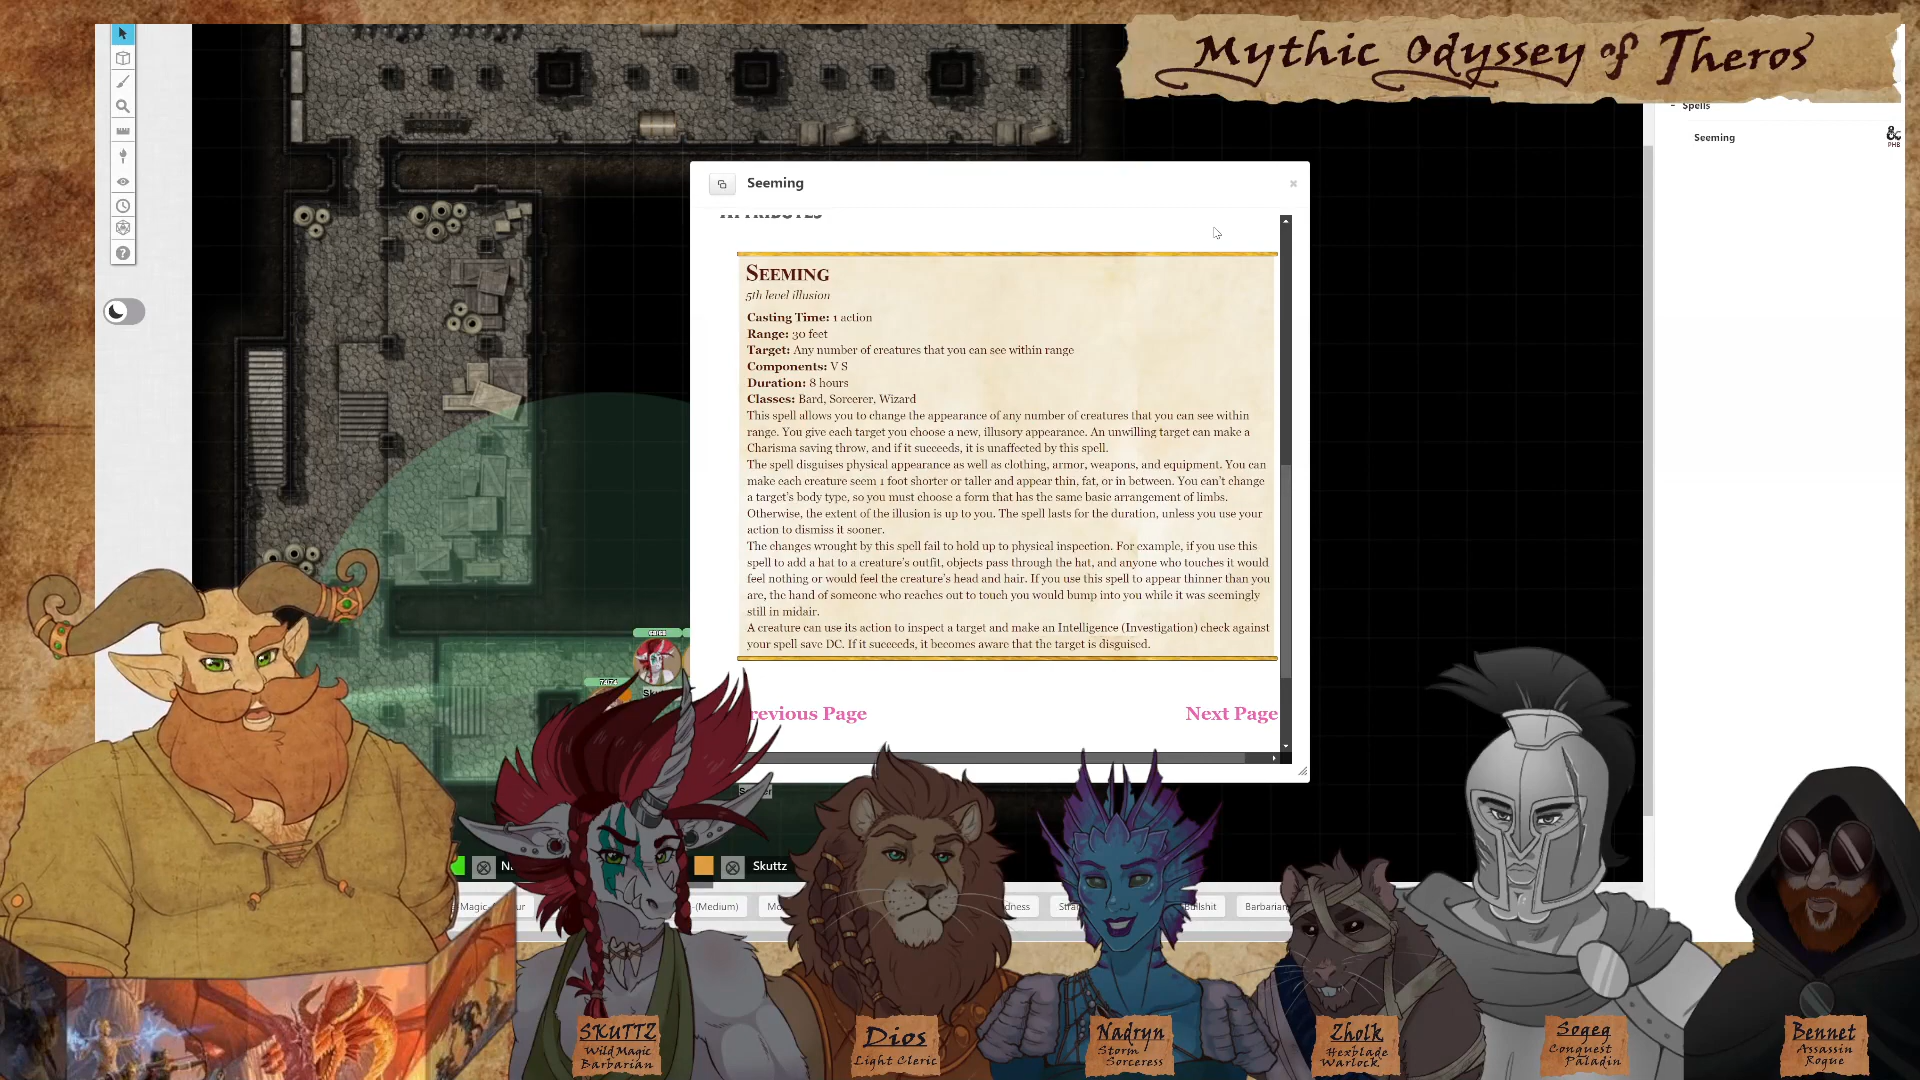 Mythic Odyssey of Theros
Spells
Seeming
PHB
Seeming
ATTRIBUTES
SEEMING
5th level illusion
Casting Time: 1 action
Range: 30 feet
Target: Any number of creatures that you can see within range
Components: V S
Duration: 8 hours
Classes: Bard, Sorcerer, Wizard
This spell allows you to change the appearance of any number of creatures that you can see within
range. You give each target you choose a new, illusory appearance. An unwilling target can make a
Charisma saving throw, and if it succeeds, it is unaffected by this spell.
The spell disguises physical appearance as well as clothing, armor, weapons, and equipment. You can
make each creature seem 1 foot shorter or taller and appear thin, fat, or in between. You can't change
a target's body type, so you must choose a form that has the same basic arrangement of limbs.
Otherwise, the extent of the illusion is up to you. The spell lasts for the duration, unless you use your
action to dismiss it sooner.
The changes wrought by this spell fail to hold up to physical inspection. For example, if you use this
spell to add a hat to a creature's outfit, objects pass through the hat, and anyone who touches it would
feel nothing or would feel the creature's head and hair. If you use this spell to appear thinner than you
are, the hand of someone who reaches out to touch you would bump into you while it was seemingly
still in midair.
A creature can use its action to inspect a target and make an Intelligence (Investigation) check against
your spell save DC. If it succeeds, it becomes aware that the target is disguised.
revious Page Next Page
74/74
Skuttz
Magic (Medium) Barbarian
SKUTTZ
Wild Magic
Barbarian
Dios
Light Cleric
Nadryn
Storm
Sorceress
Zholk
Hexblade
Warlock
Sogeg
Conquest
Paladin
Bennet
Assassin
Rogue